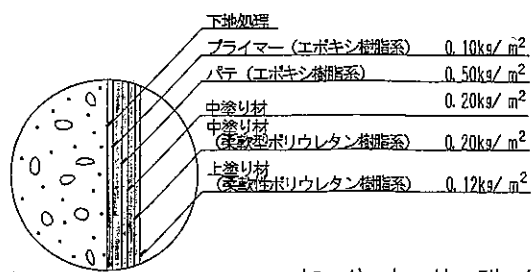 下地処理
プライマー（エポキシ樹脂系） 0.10kg/m²
パテ（エポキシ樹脂系） 0.50kg/m²
中塗り材 0.20kg/m²
中塗り材
（柔軟型ポリウレタン樹脂系） 0.20kg/m²
上塗り材
（柔軟性ポリウレタン樹脂系） 0.12kg/m²